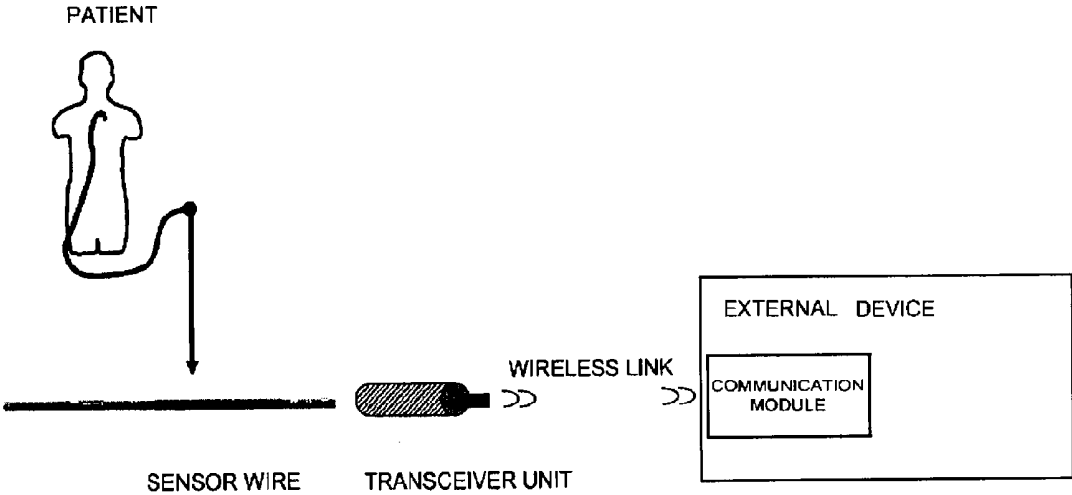 PATIENT
EXTERNAL DEVICE
WIRELESS LINK
COMMUNICATION
MODULE
SENSOR WIRE
TRANSCEIVER UNIT